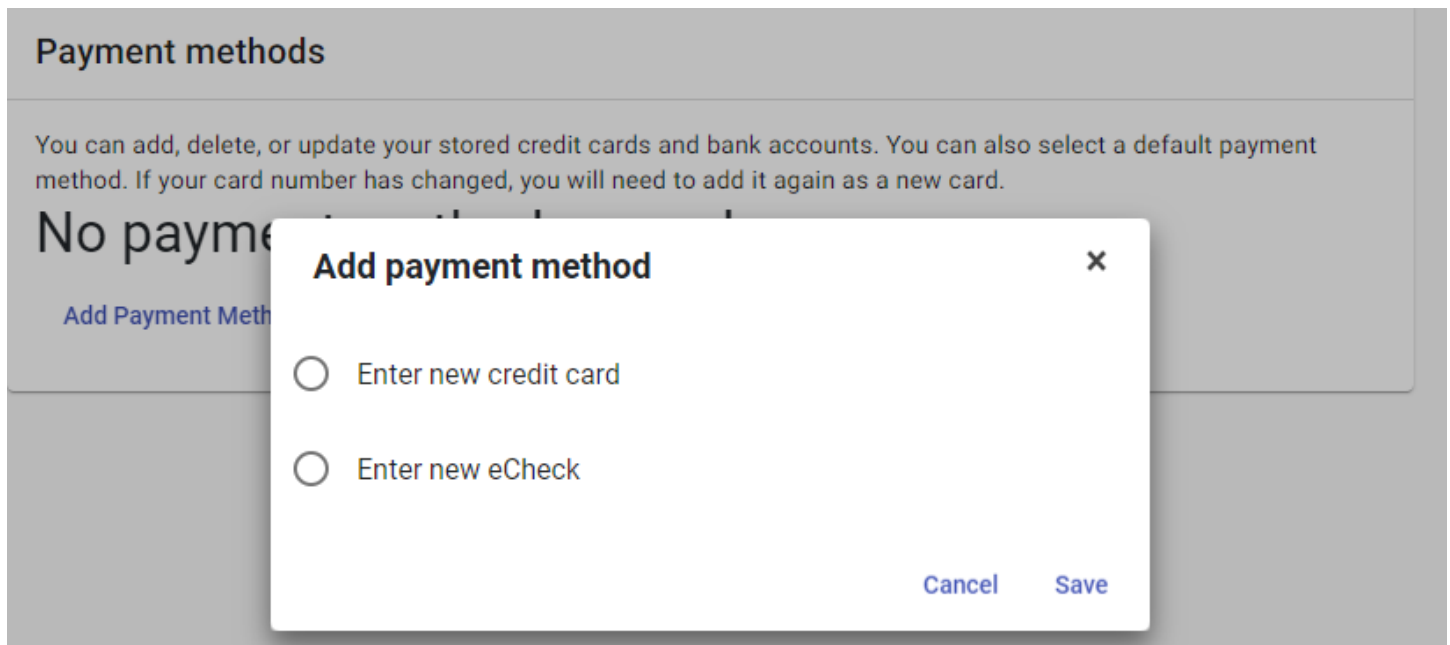 Payment methods
You can add, delete, or update your stored credit cards and bank accounts. You can also select a default payment
method. If your card number has changed, you will need to add it again as a new card.
No payme
Add payment method ×
Add Payment Meth
Enter new credit card
Enter new eCheck
Cancel Save